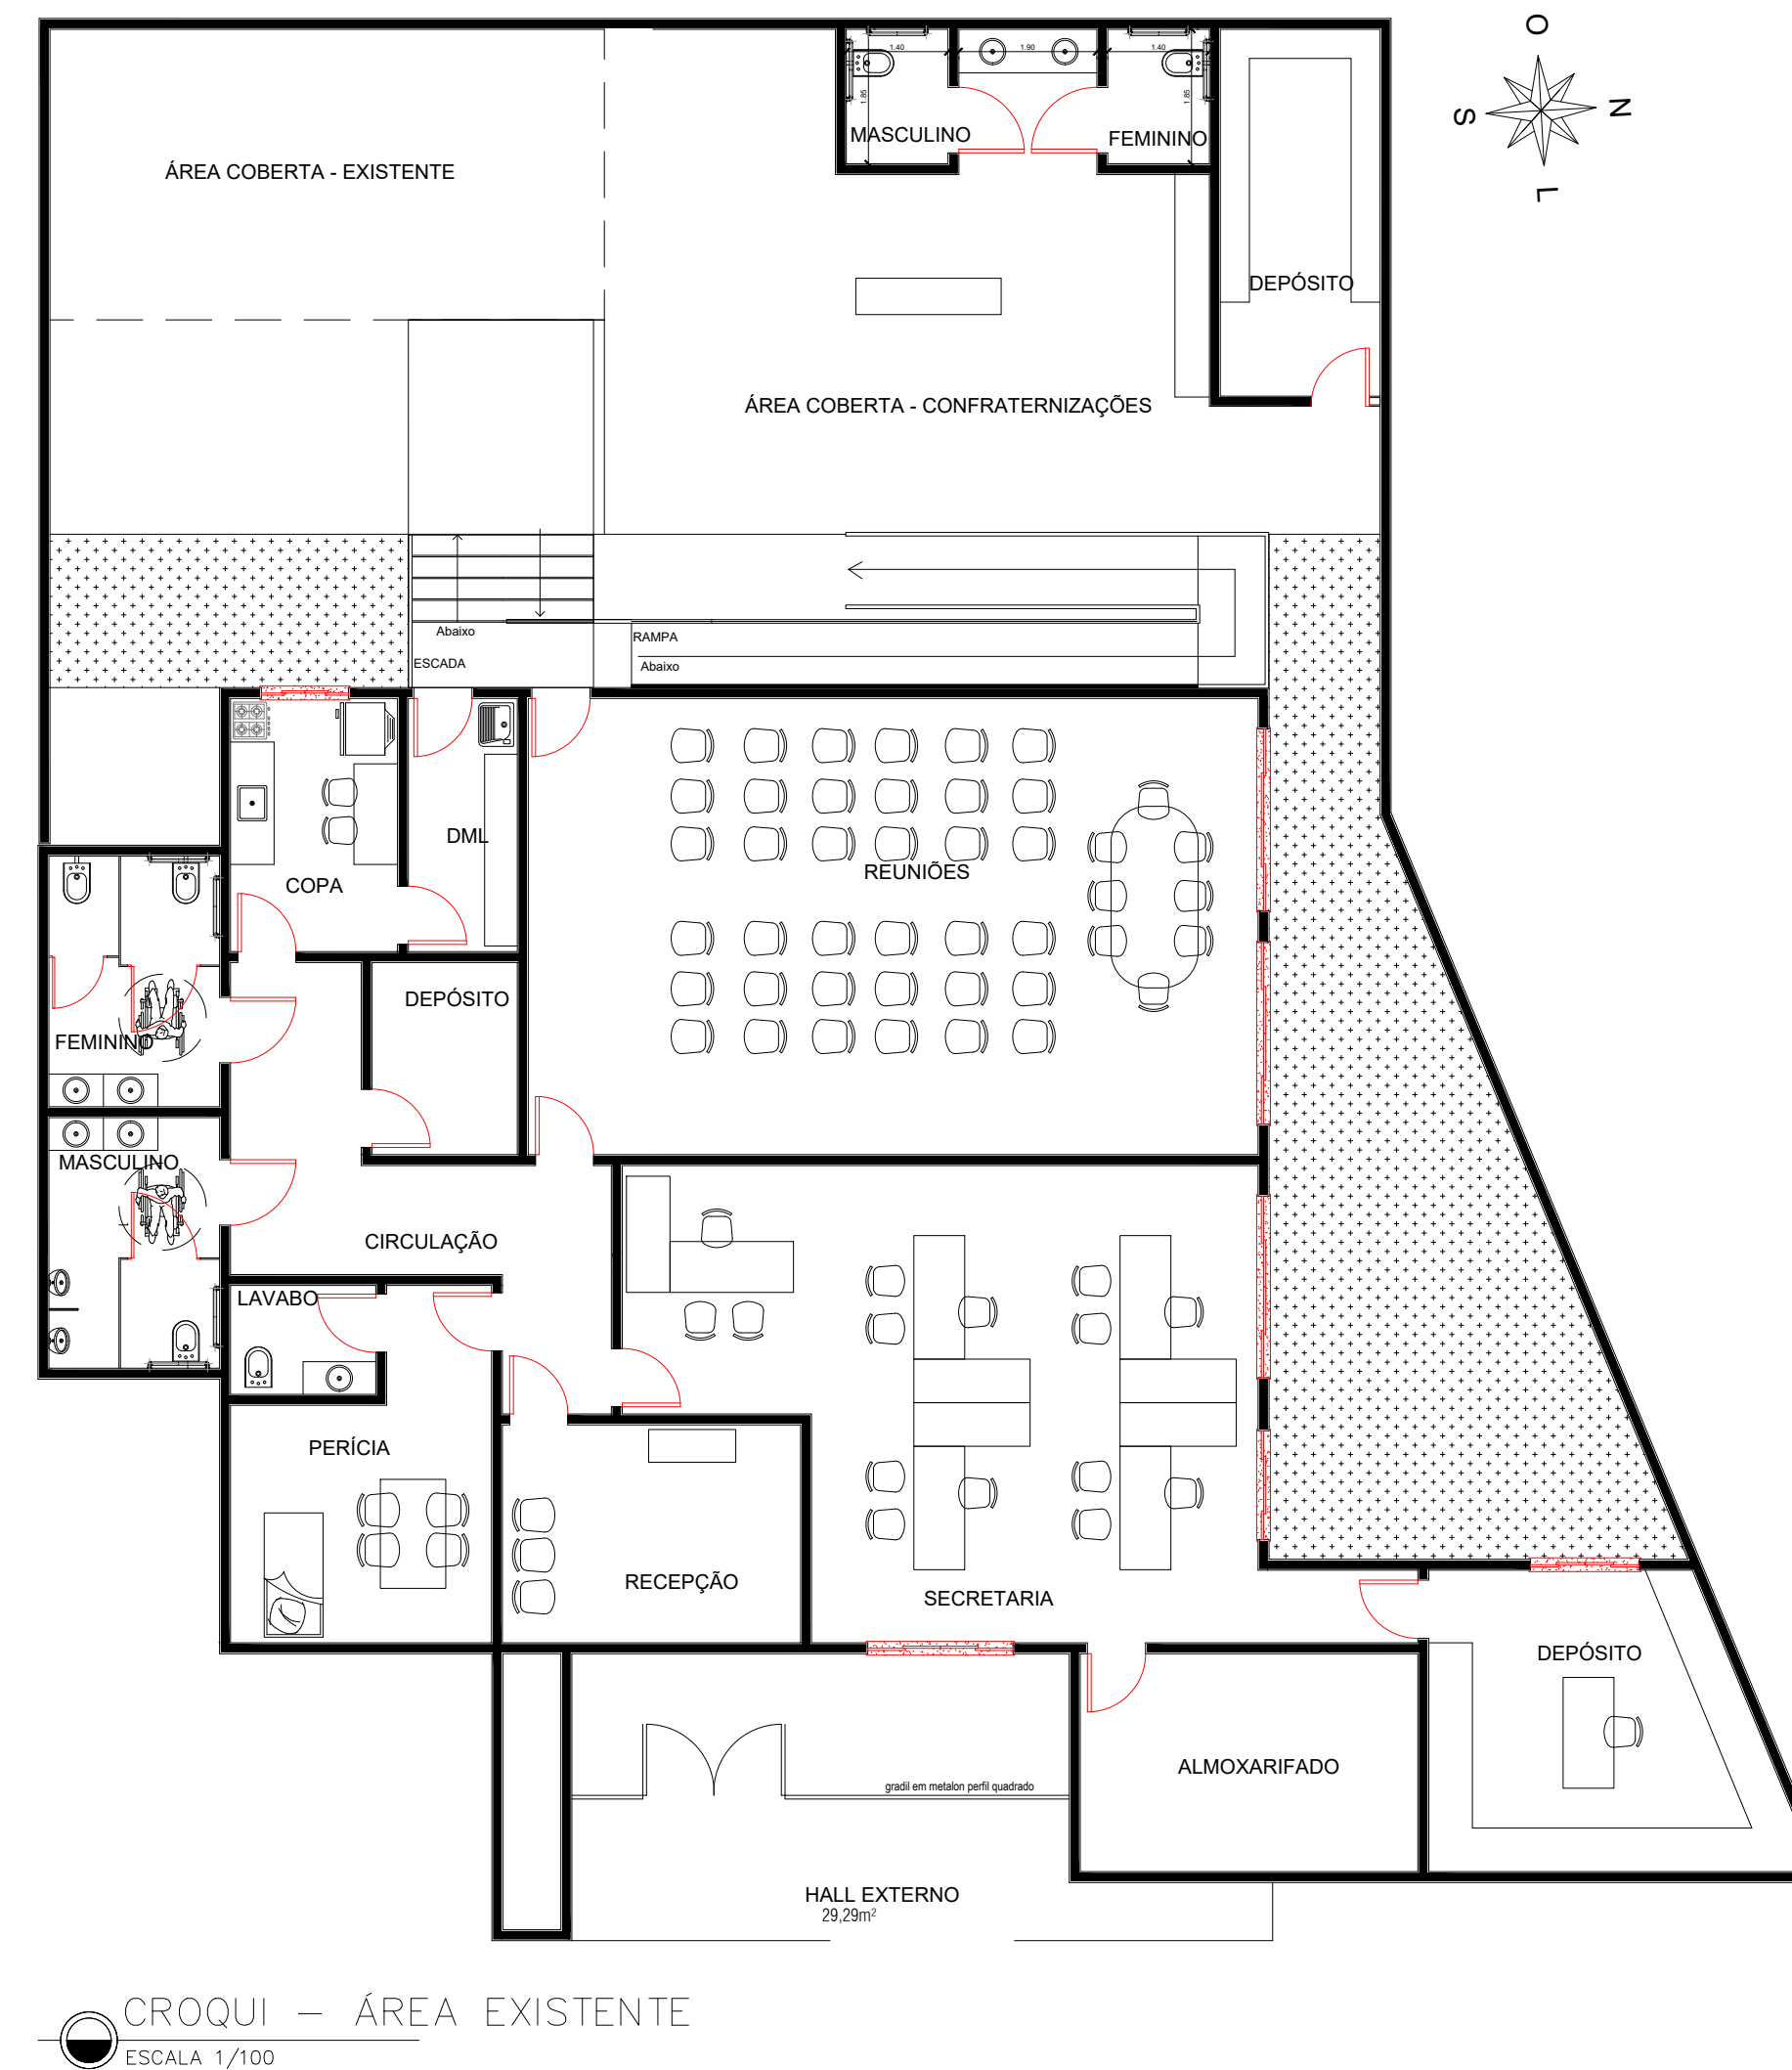 O
N
S
L
1.40
1.90
1.40
1.85
1.85
MASCULINO
FEMININO
ÁREA COBERTA - EXISTENTE
DEPÓSITO
ÁREA COBERTA - CONFRATERNIZAÇÕES
Abaixo
RAMPA
ESCADA
Abaixo
DML
REUNIÕES
COPA
DEPÓSITO
FEMININO
MASCULINO
CIRCULAÇÃO
LAVABO
PERÍCIA
RECEPÇÃO
SECRETARIA
DEPÓSITO
ALMOXARIFADO
gradil em metalon perfil quadrado
HALL EXTERNO
29,29m²
CROQUI – ÁREA EXISTENTE
ESCALA 1/100